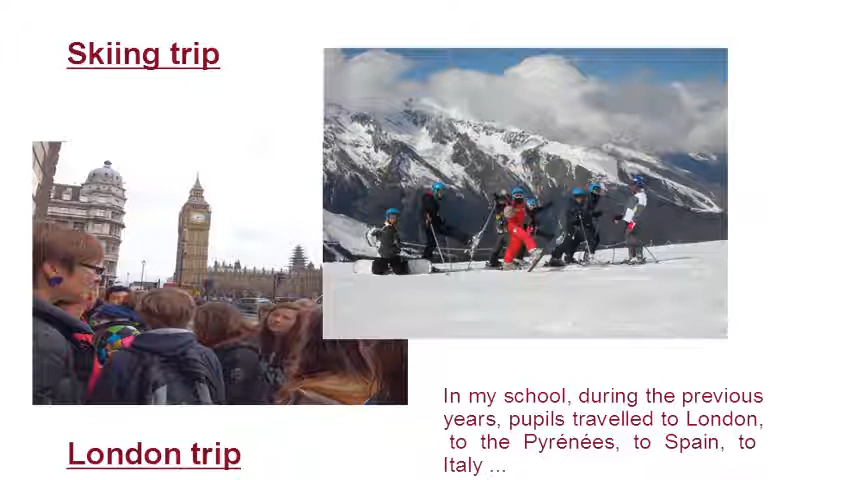 Skiing trip
In my school, during the previous
years, pupils travelled to London,
to the Pyrénées, to Spain, to
Italy ...
London trip